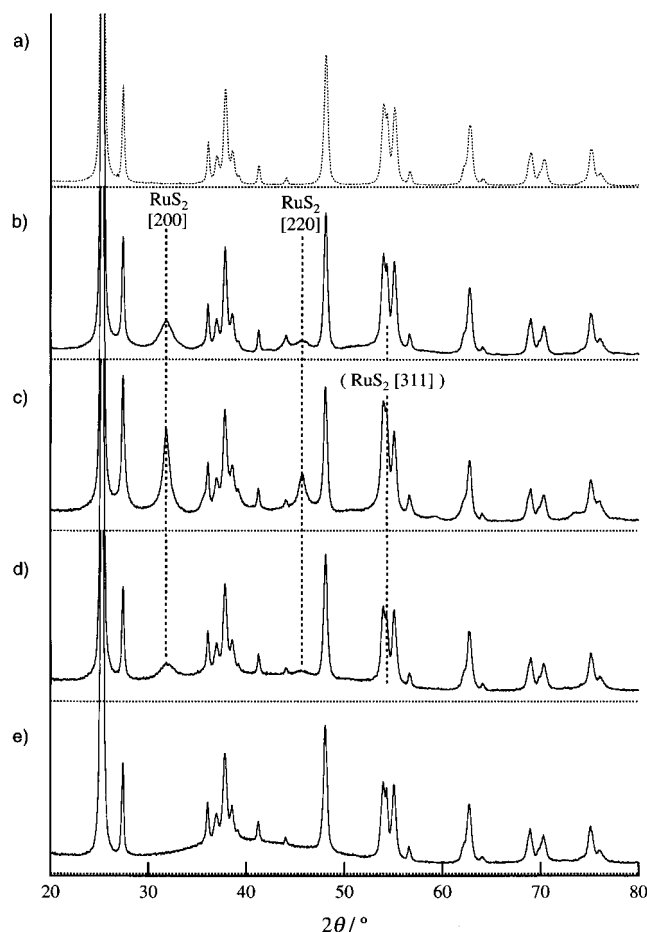 a)
RuS2 [200]
RuS2 [220]
b)
( RuS2 [311] )
c)
d)
e)
20 30 40 50 60 70 80
2θ / °